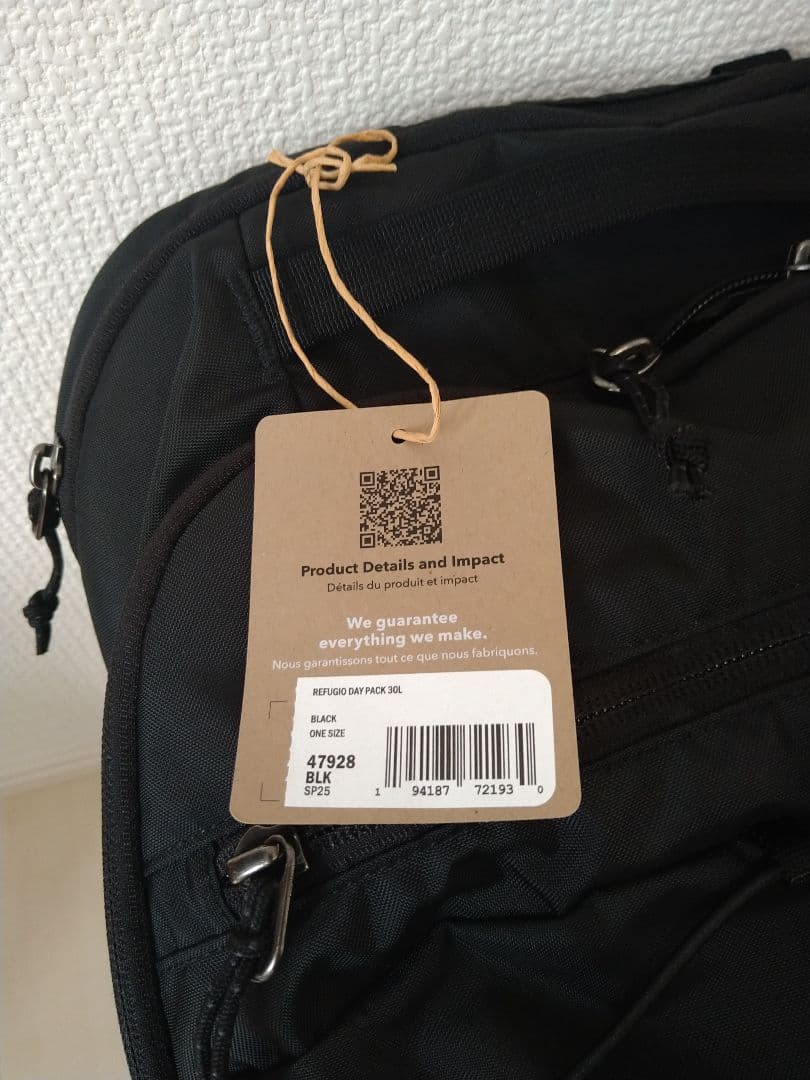 Product Details and Impact
Détails du produit et impact
We guarantee
everything we make.
Nous garantissons tout ce que nous fabriquons.
REFUGIO DAY PACK 30L
BLACK
ONE SIZE
47928
BLK
SP25
1 94187 72193 0